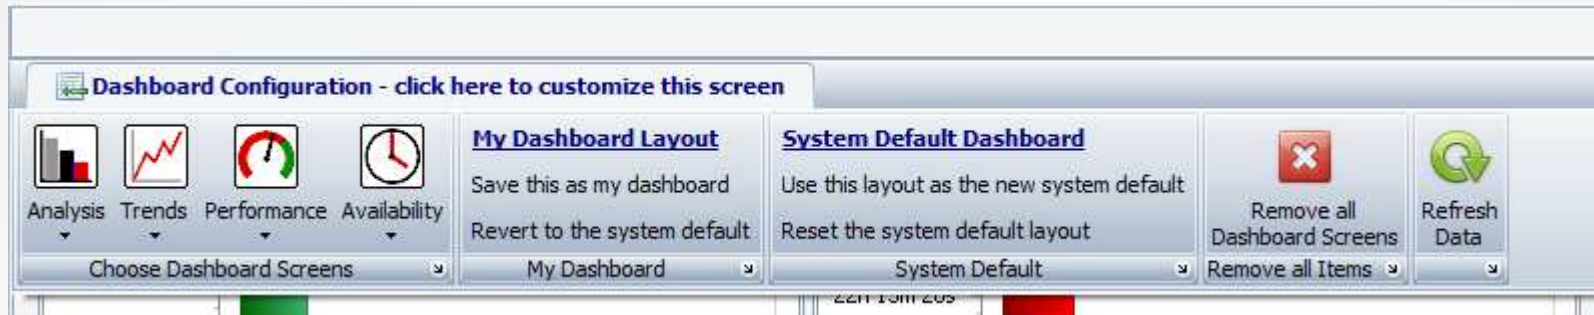 Dashboard Configuration - click here to customize this screen
Analysis Trends Performance Availability
Choose Dashboard Screens
My Dashboard Layout
Save this as my dashboard
Revert to the system default
My Dashboard
System Default Dashboard
Use this layout as the new system default
Reset the system default layout
System Default
Remove all
Dashboard Screens
Remove all Items
Refresh
Data